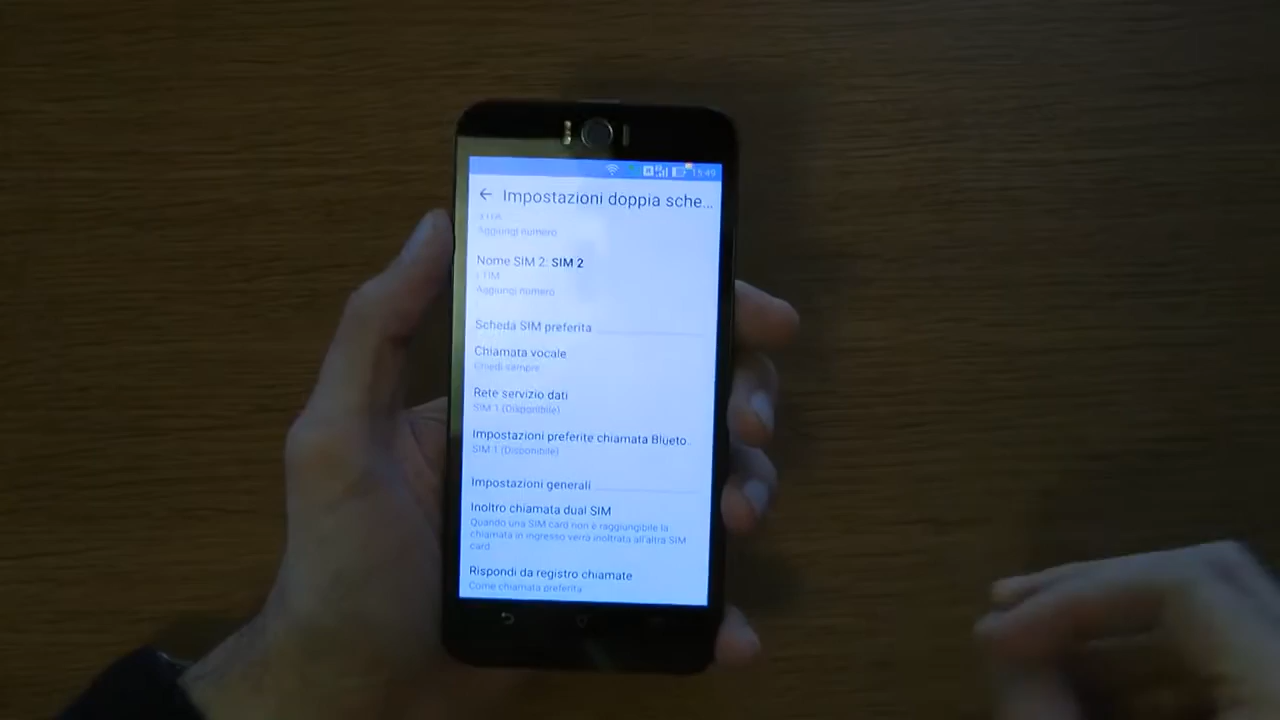 15:49
Impostazioni doppia sche...
Aggiungi numero
Nome SIM 2: SIM 2
Aggiungi numero
Scheda SIM preferita
Chiamata vocale
Chiedi sempre
Rete servizio dati
SIM 1 (Disponibile)
Impostazioni preferite chiamata Blueto..
SIM 1 (Disponibile)
Impostazioni generali
Inoltro chiamata dual SIM
Quando una SIM card non è raggiungibile la
chiamata in ingresso verrà inoltrata all'altra SIM
card.
Rispondi da registro chiamate
Come chiamata preferita